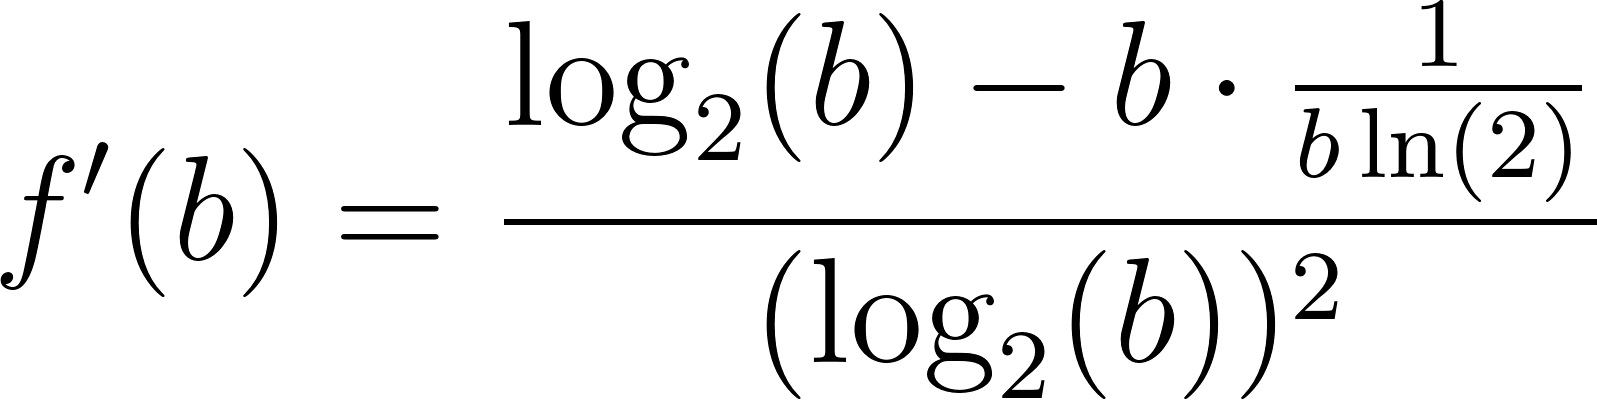 f′(b) = \frac{\log_2(b) - b \cdot \frac{1}{b \ln(2)}}{(\log_2(b))^2}